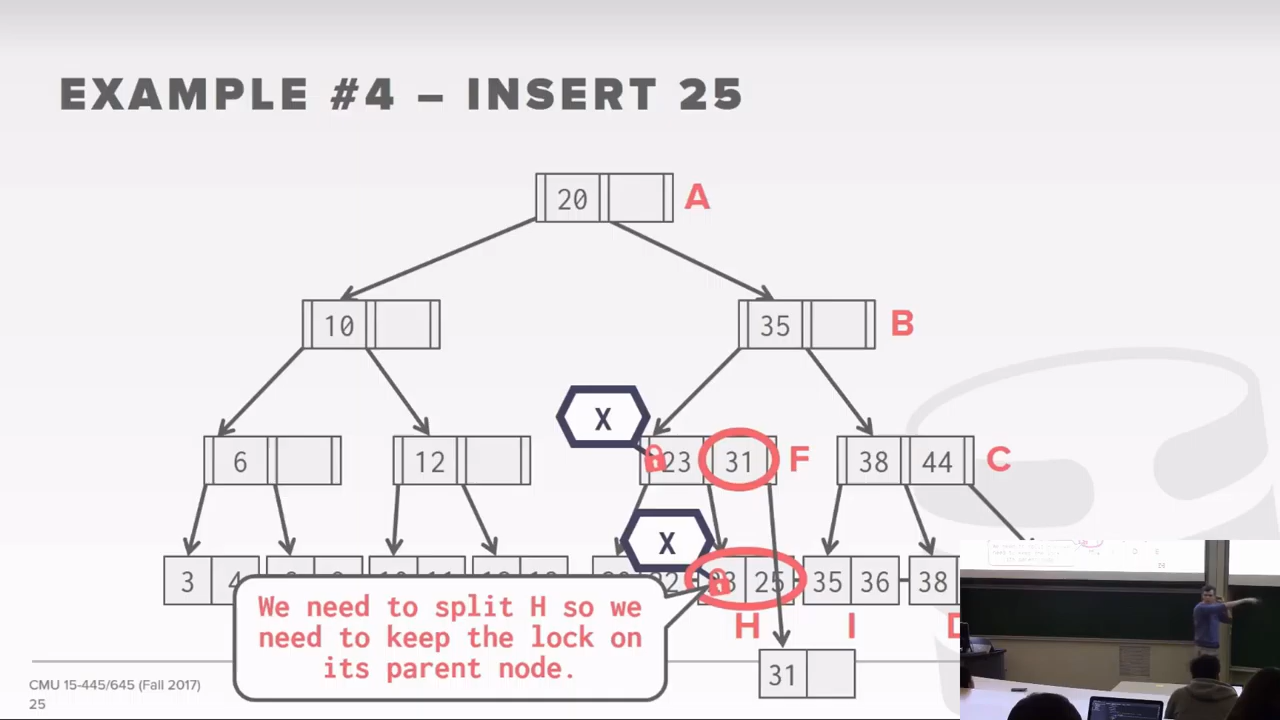 EXAMPLE #4 – INSERT 25
20
A
10
35
B
X
6
12
23
31
F
38
44
C
X
3
4
25
35
36
38
We need to split H so we
need to keep the lock on
its parent node.
H
I
31
CMU 15-445/645 (Fall 2017)
25